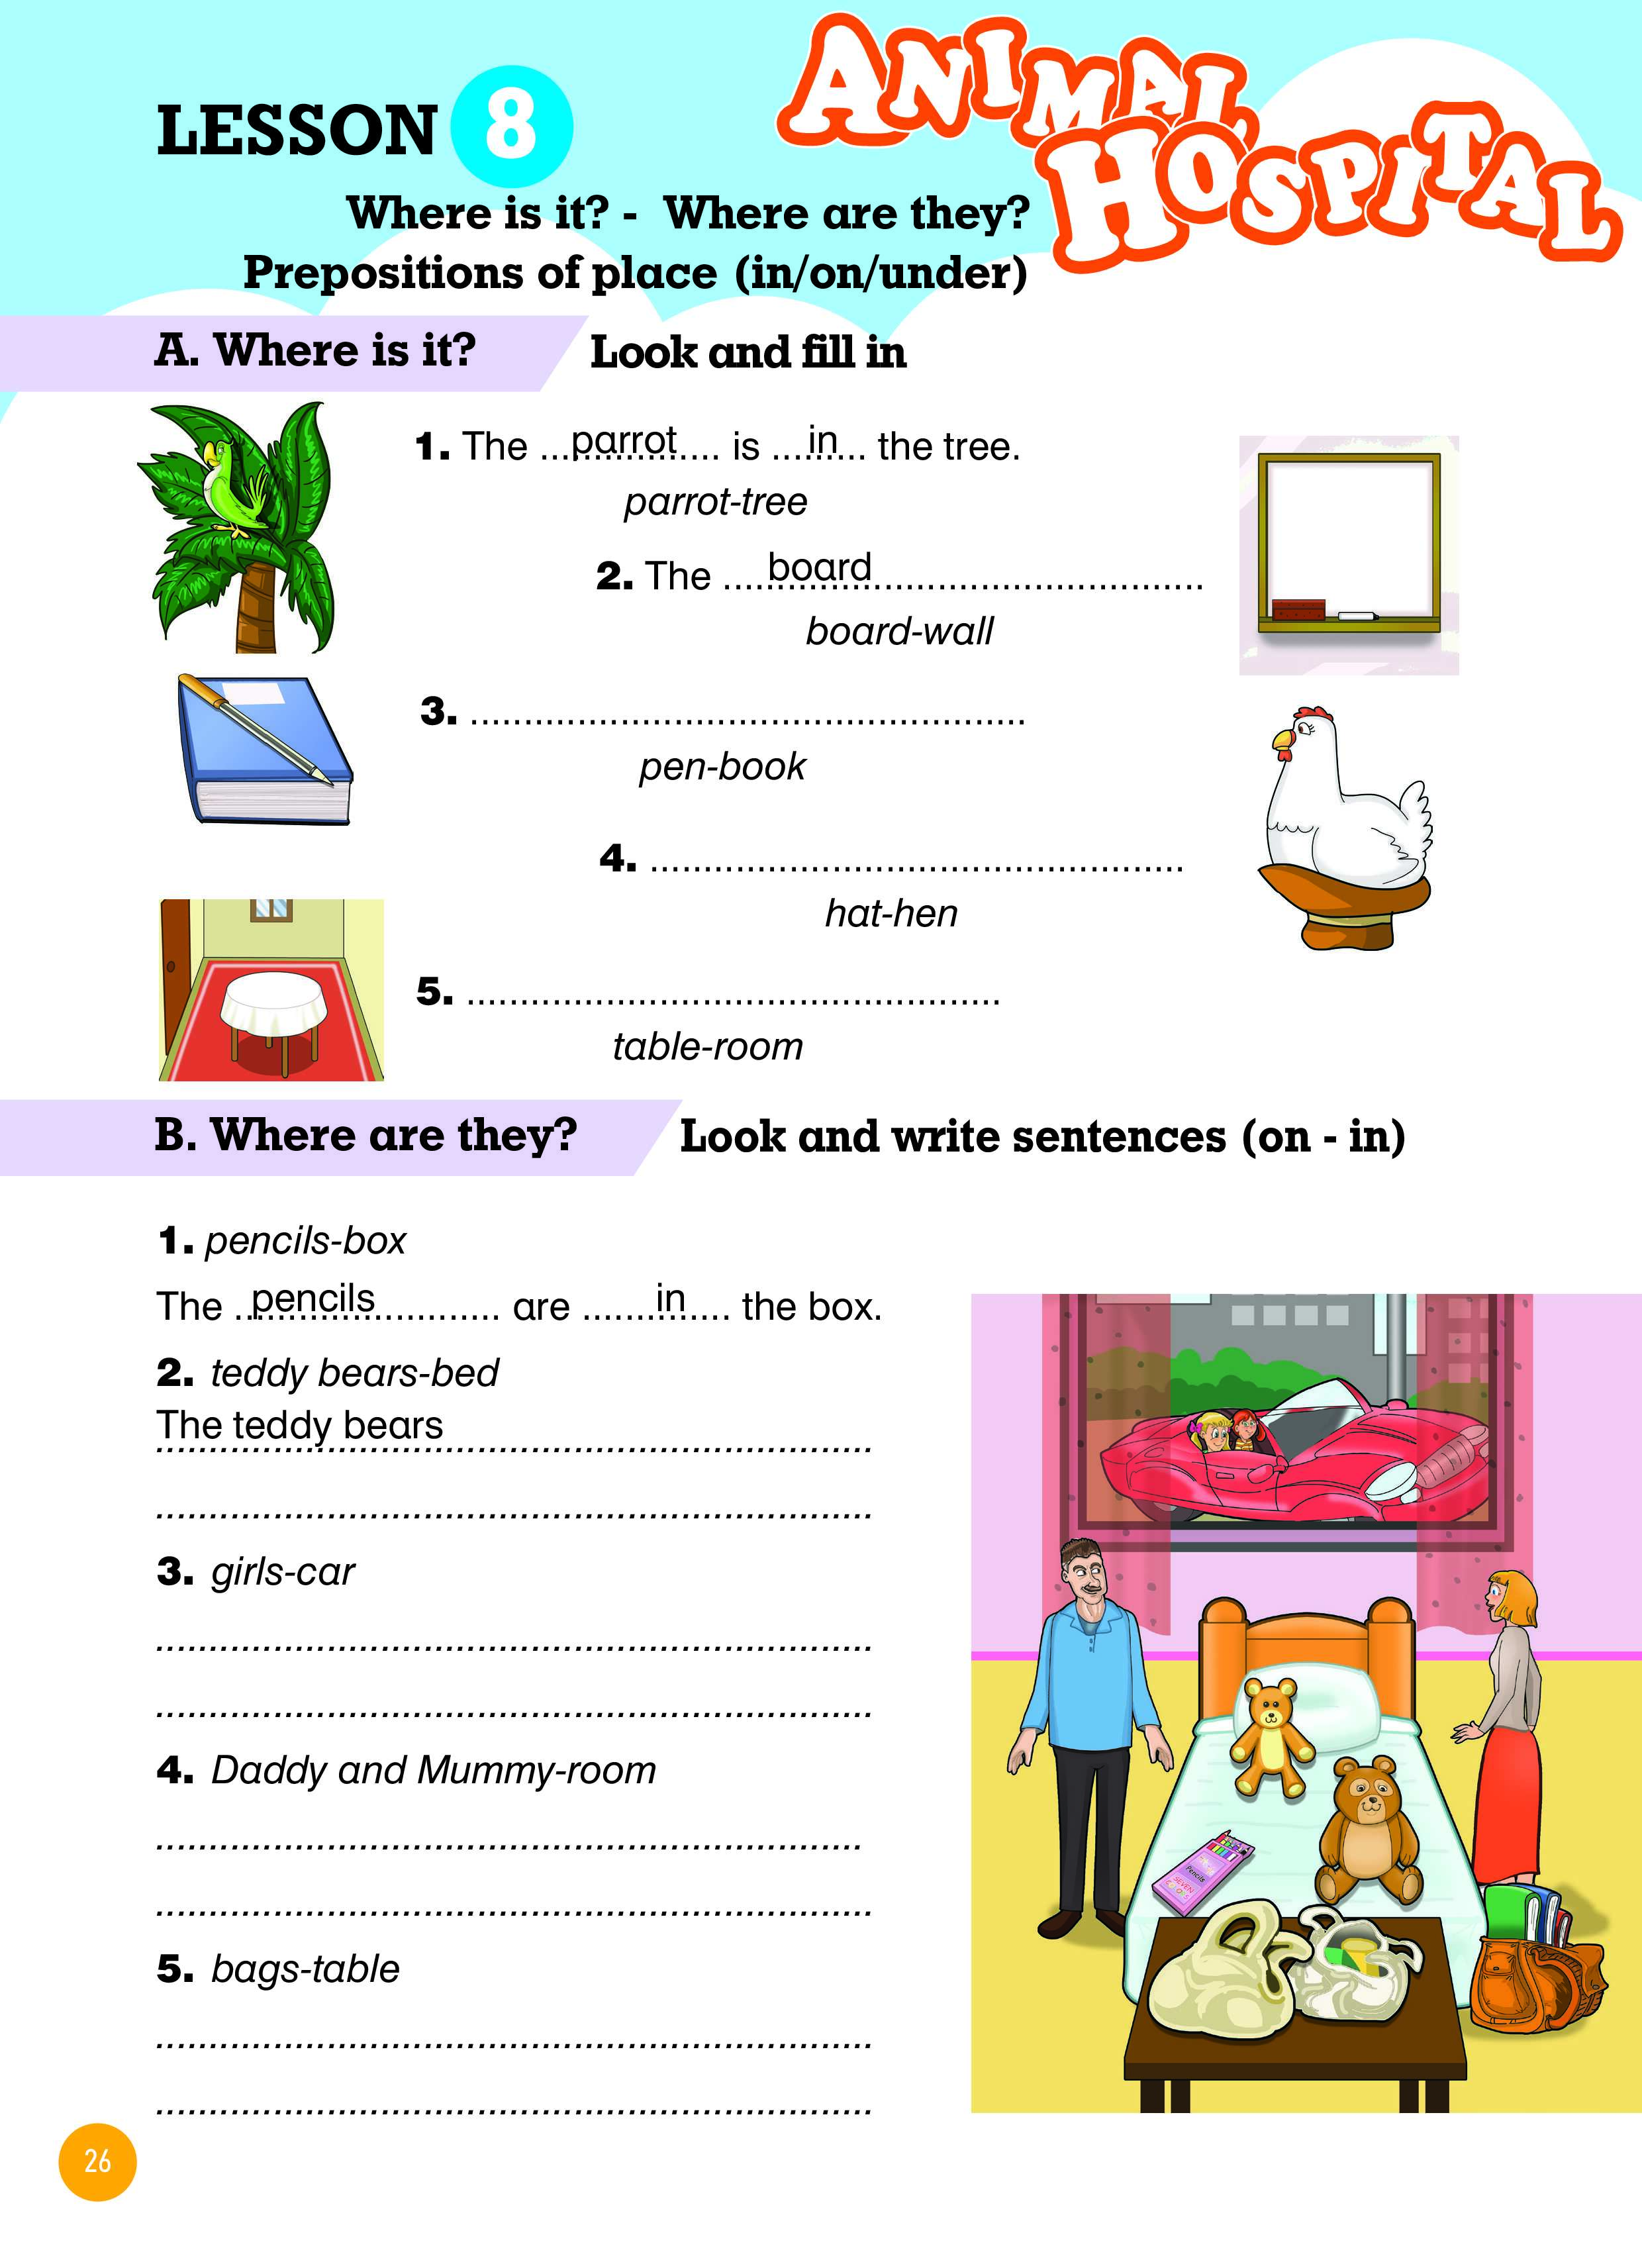 ANIMAL HOSPITAL
LESSON 8
Where is it? - Where are they?
Prepositions of place (in/on/under)
A. Where is it? Look and fill in
1. The ...parrot.... is ...in... the tree.
parrot-tree
2. The ....board....................................
board-wall
3. ....................................................
pen-book
4. ..................................................
hat-hen
5. ..................................................
table-room
B. Where are they? Look and write sentences (on - in)
1. pencils-box
The ..pencils............ are .......in.... the box.
2. teddy bears-bed
The teddy bears
...................................................................
3. girls-car
...................................................................
...................................................................
4. Daddy and Mummy-room
..................................................................
...................................................................
5. bags-table
...................................................................
...................................................................
Pencils
SEVEN
26